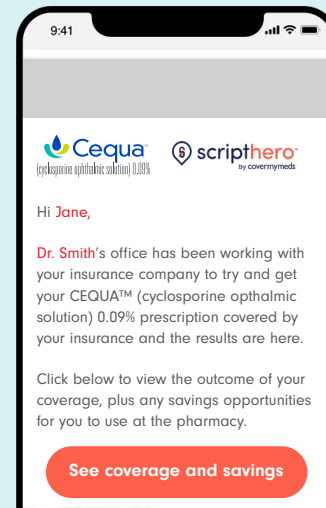 9:41
Cequa™ scripthero™
(cyclosporine ophthalmic solution) 0.09% by covermymeds®
Hi Jane,
Dr. Smith's office has been working with
your insurance company to try and get
your CEQUA™ (cyclosporine opthalmic
solution) 0.09% prescription covered by
your insurance and the results are here.
Click below to view the outcome of your
coverage, plus any savings opportunities
for you to use at the pharmacy.
See coverage and savings